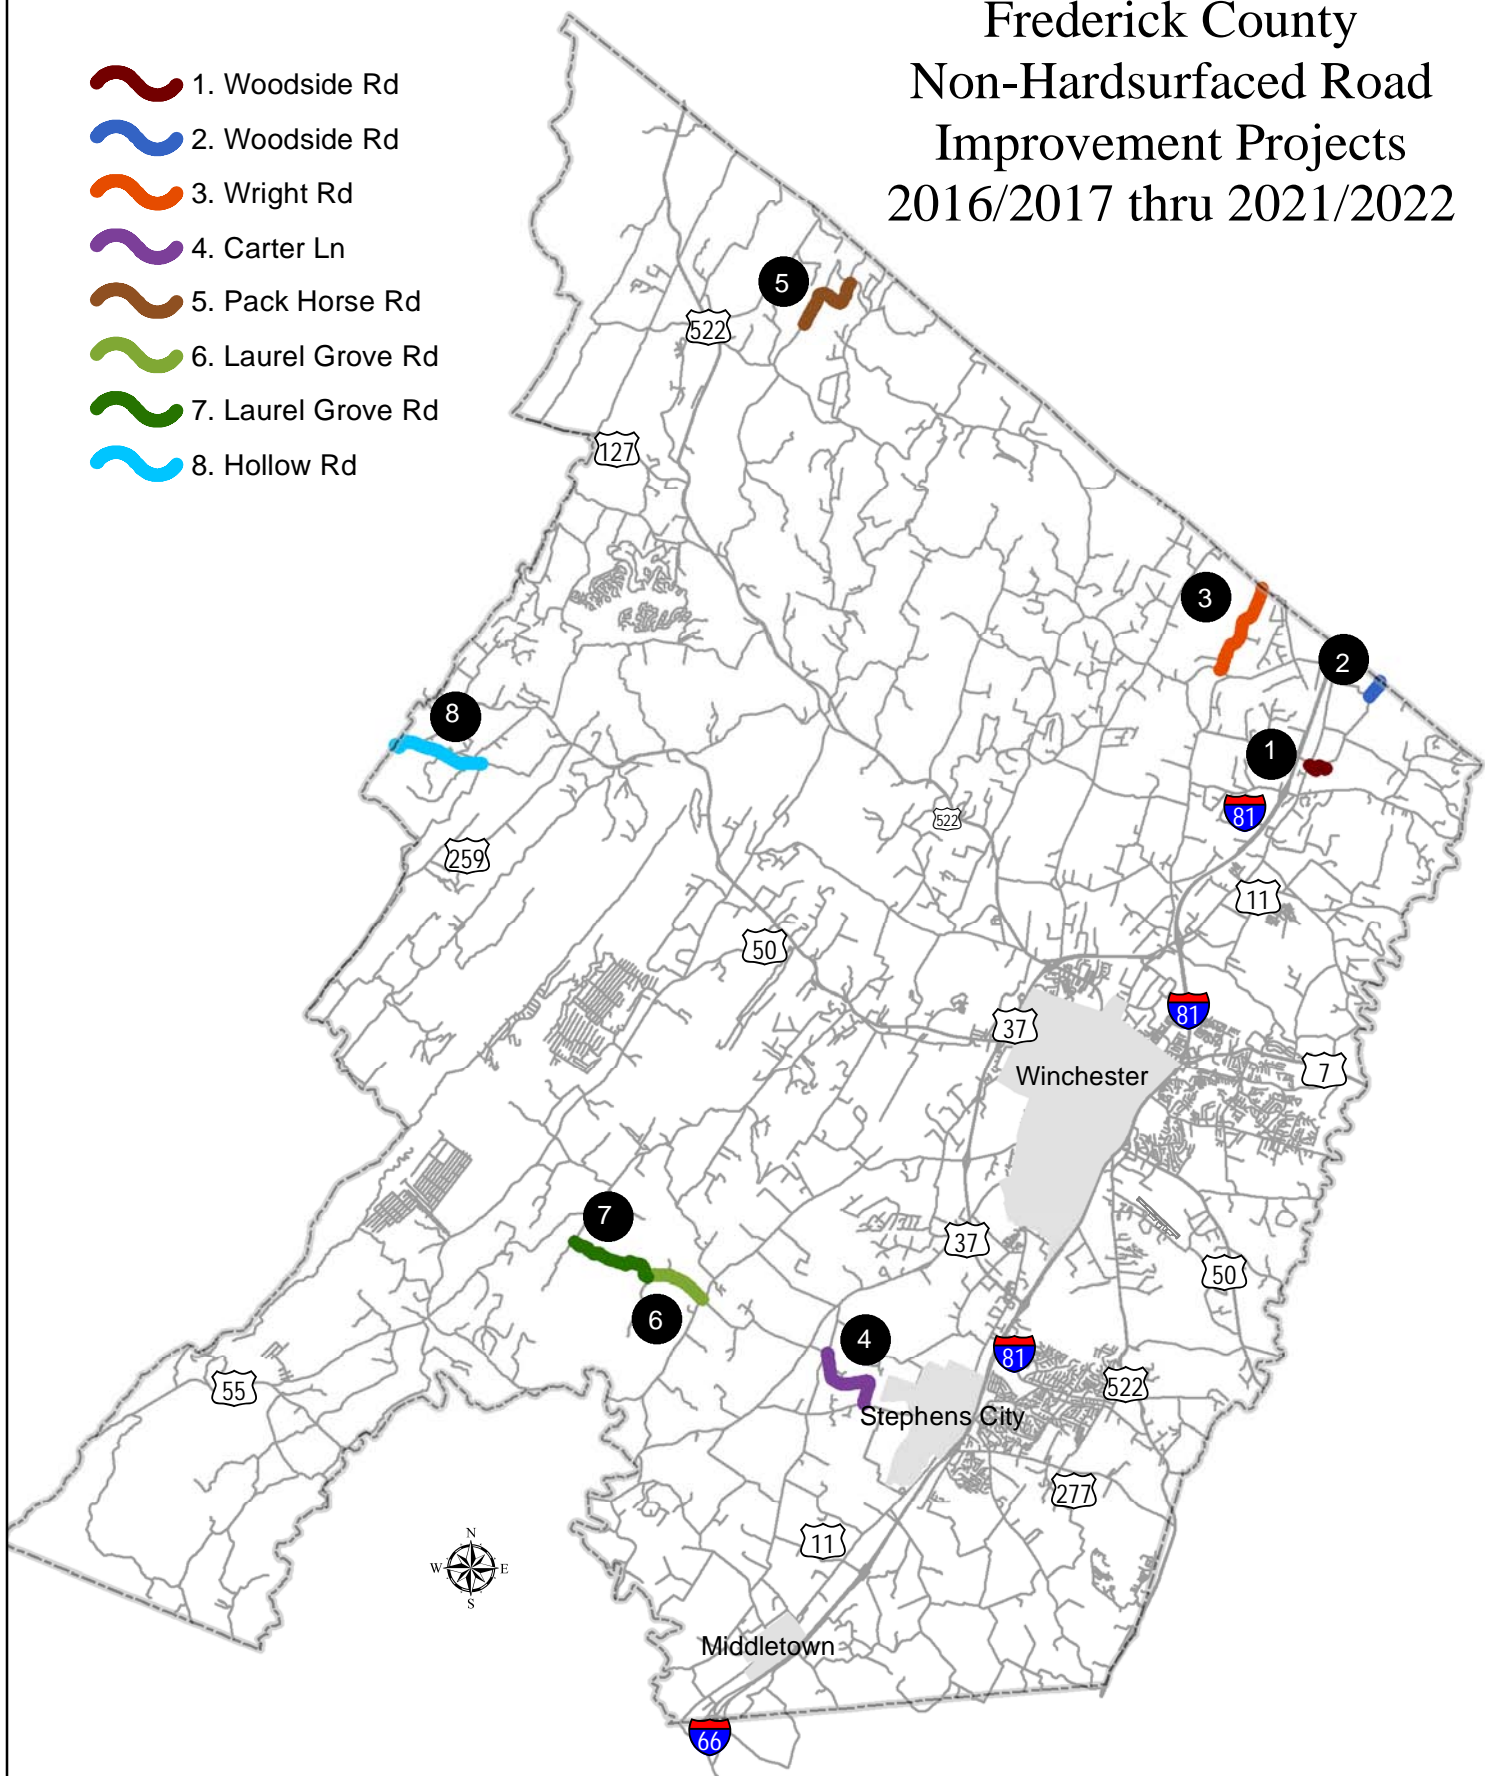 Frederick County
Non-Hardsurfaced Road
Improvement Projects
2016/2017 thru 2021/2022
1. Woodside Rd
2. Woodside Rd
3. Wright Rd
4. Carter Ln
5. Pack Horse Rd
6. Laurel Grove Rd
7. Laurel Grove Rd
8. Hollow Rd
5
522
127
3
2
8
1
81
522
259
11
50
81
37
7
Winchester
7
37
50
6
4
81
55
522
Stephens City
277
11
N
W E
S
Middletown
66